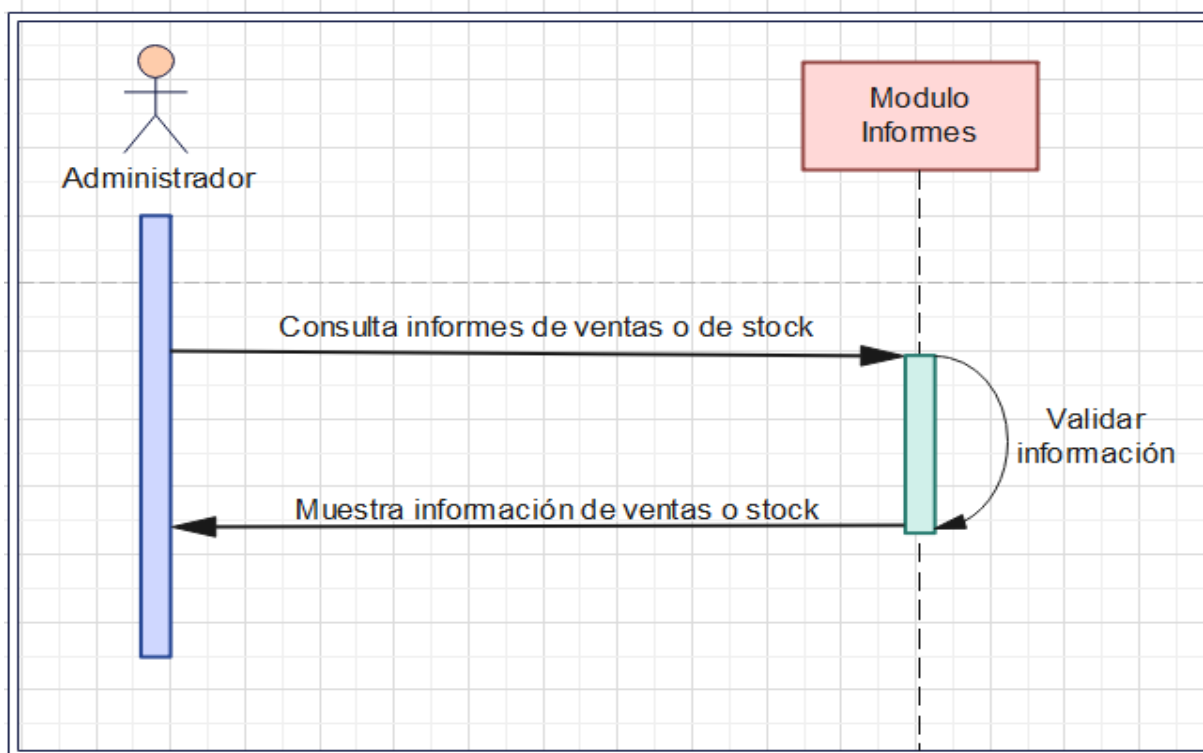 Modulo
Informes
Administrador
Consulta informes de ventas o de stock
Validar
información
Muestra información de ventas o stock